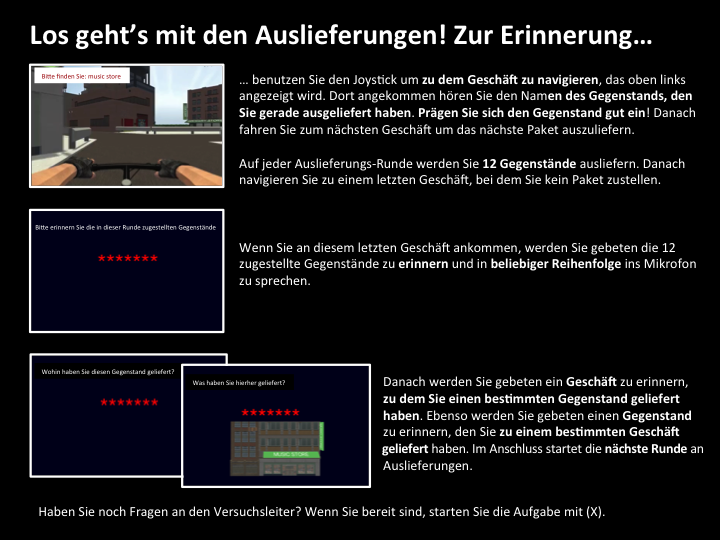 Los geht’s mit den Auslieferungen! Zur Erinnerung…
Bitte finden Sie: music store
… benutzen Sie den Joystick um zu dem Geschäft zu navigieren, das oben links
angezeigt wird. Dort angekommen hören Sie den Namen des Gegenstands, den
Sie gerade ausgeliefert haben. Prägen Sie sich den Gegenstand gut ein! Danach
fahren Sie zum nächsten Geschäft um das nächste Paket auszuliefern.
Auf jeder Auslieferungs-Runde werden Sie 12 Gegenstände ausliefern. Danach
navigieren Sie zu einem letzten Geschäft, bei dem Sie kein Paket zustellen.
Bitte erinnern Sie die in dieser Runde zugestellten Gegenstände
*******
Wenn Sie an diesem letzten Geschäft ankommen, werden Sie gebeten die 12
zugestellte Gegenstände zu erinnern und in beliebiger Reihenfolge ins Mikrofon
zu sprechen.
Wohin haben Sie diesen Gegenstand geliefert?
*******
Was haben Sie hierher geliefert?
*******
MUSIC STORE
Danach werden Sie gebeten ein Geschäft zu erinnern,
zu dem Sie einen bestimmten Gegenstand geliefert
haben. Ebenso werden Sie gebeten einen Gegenstand
zu erinnern, den Sie zu einem bestimmten Geschäft
geliefert haben. Im Anschluss startet die nächste Runde an
Auslieferungen.
Haben Sie noch Fragen an den Versuchsleiter? Wenn Sie bereit sind, starten Sie die Aufgabe mit (X).